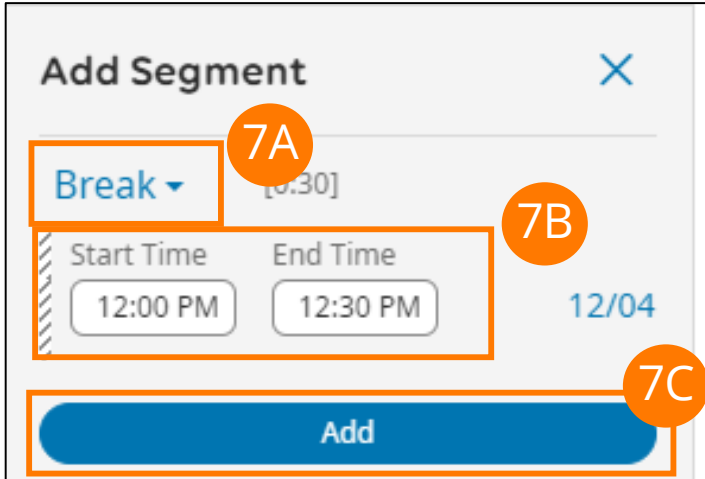 Add Segment
7A
Break
[0:30]
7B
Start Time End Time
12:00 PM 12:30 PM 12/04
7C
Add